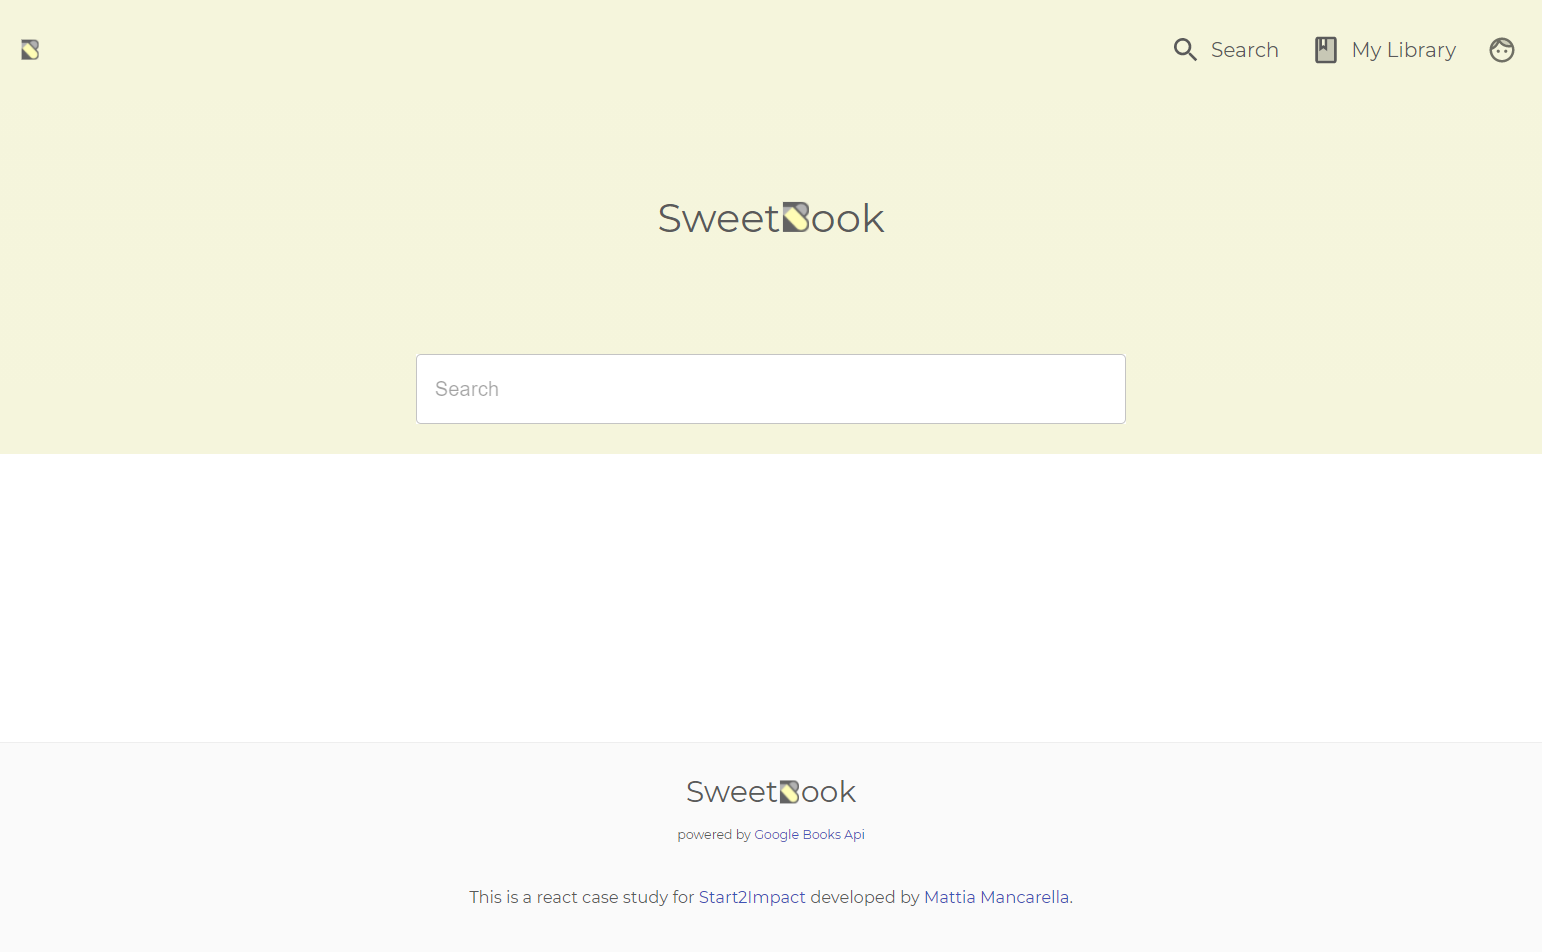 Search
My Library
SweetBook
Search
SweetBook
powered by Google Books Api
This is a react case study for Start2Impact developed by Mattia Mancarella.